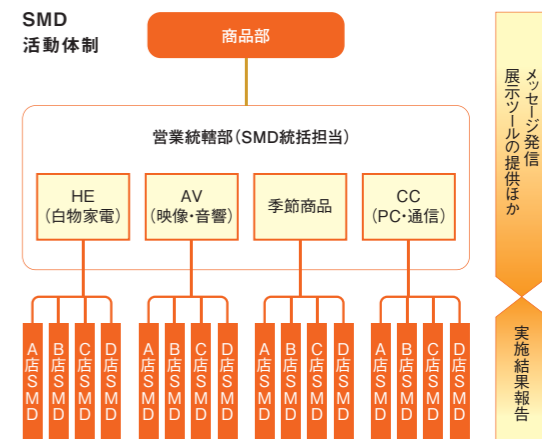 SMD
活動体制
商品部
営業統轄部(SMD統括担当)
HE
(白物家電)
AV
(映像・音響)
季節商品
CC
(PC・通信)
A店SMD
B店SMD
C店SMD
D店SMD
A店SMD
B店SMD
C店SMD
D店SMD
A店SMD
B店SMD
C店SMD
D店SMD
A店SMD
B店SMD
C店SMD
D店SMD
メッセージ発信
展示ツールの提供ほか
実施結果報告